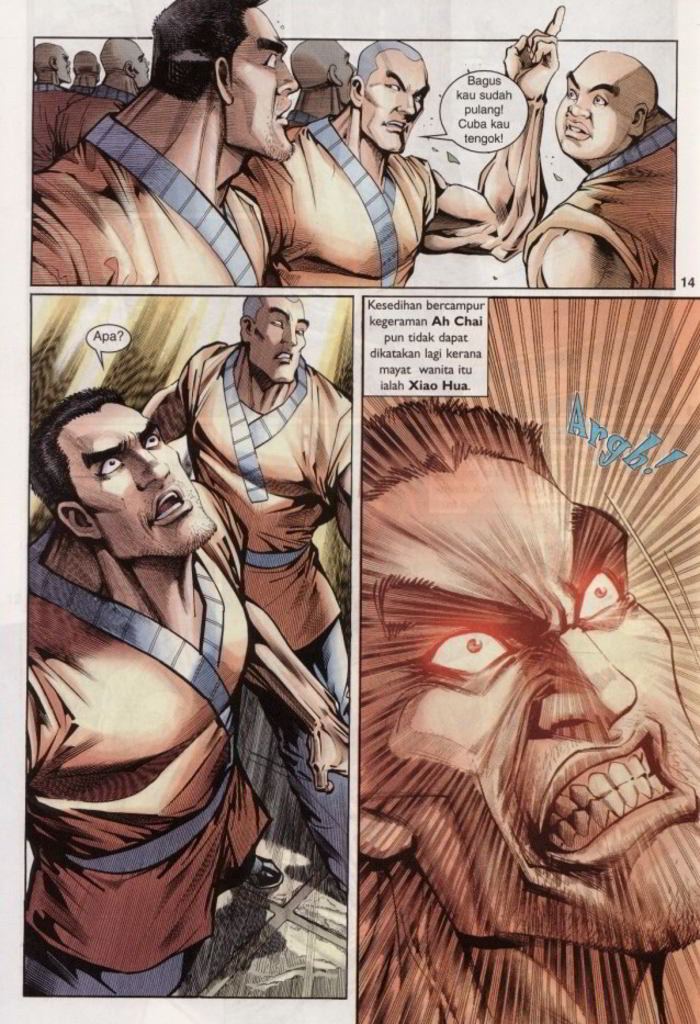 Bagus
kau sudah
pulang!
Cuba kau
tengok!
14
Apa?
Kesedihan bercampur
kegeraman Ah Chai
pun tidak dapat
dikatakan lagi kerana
mayat wanita itu
ialah Xiao Hua.
Argh!